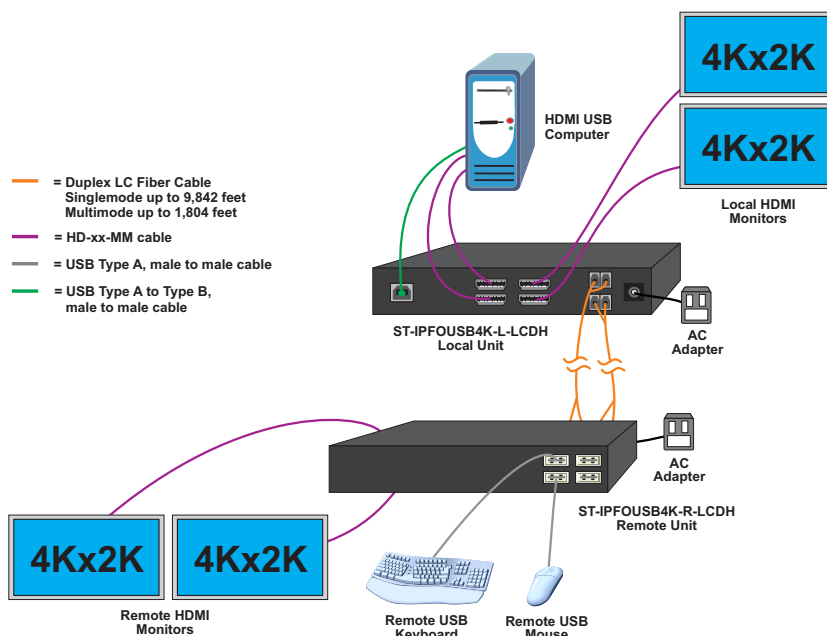 4Kx2K
HDMI USB
Computer
4Kx2K
Local HDMI
Monitors
= Duplex LC Fiber Cable
Singlemode up to 9,842 feet
Multimode up to 1,804 feet
= HD-xx-MM cable
= USB Type A, male to male cable
= USB Type A to Type B,
male to male cable
ST-IPFOUSB4K-L-LCDH
Local Unit
AC
Adapter
AC
Adapter
ST-IPFOUSB4K-R-LCDH
Remote Unit
4Kx2K
4Kx2K
Remote HDMI
Monitors
Remote USB
Keyboard
Remote USB
Mouse